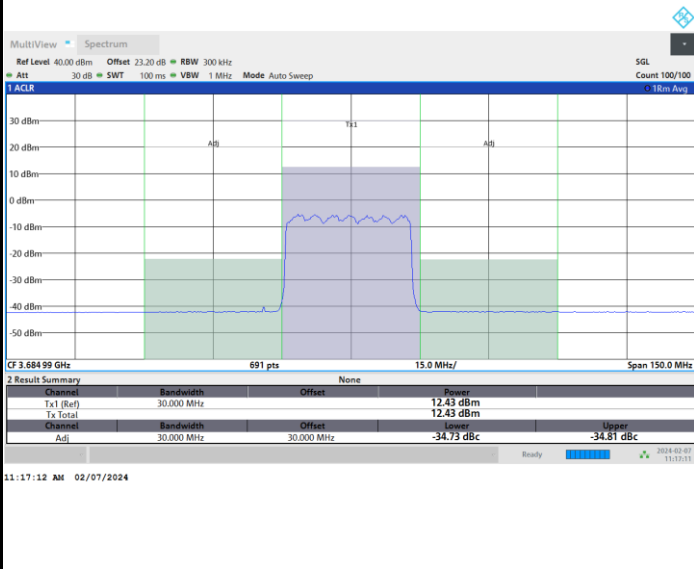 MultiView Spectrum
Ref Level 40.00 dBm Offset 23.20 dB RBW 300 kHz SGL
Att 30 dB SWT 100 ms VBW 1 MHz Mode Auto Sweep Count 100/100
1 ACLR 1Rm Avg
30 dBm
Tx1
20 dBm
Adj Adj
10 dBm
0 dBm
-10 dBm
-20 dBm
-30 dBm
-40 dBm
-50 dBm
CF 3.684 99 GHz 691 pts 15.0 MHz/ Span 150.0 MHz
2 Result Summary None
Channel Bandwidth Offset Power
Tx1 (Ref) 30.000 MHz 12.43 dBm
Tx Total 12.43 dBm
Channel Bandwidth Offset Lower Upper
Adj 30.000 MHz 30.000 MHz -34.73 dBc -34.81 dBc
Ready 2024-02-07
11:17:11
11:17:12 AM 02/07/2024